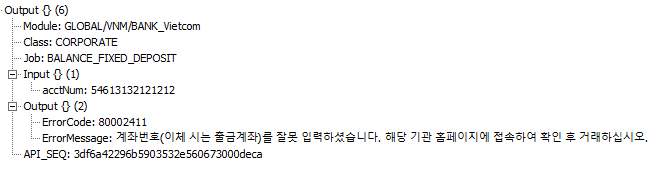 Output {} (6)
Module: GLOBAL/VNM/BANK_Vietcom
Class: CORPORATE
Job: BALANCE_FIXED_DEPOSIT
Input {} (1)
acctNum: 54613132121212
Output {} (2)
ErrorCode: 80002411
ErrorMessage: 계좌번호(이체 시는 출금계좌)를 잘못 입력하셨습니다. 해당 기관 홈페이지에 접속하여 확인 후 거래하십시오.
API_SEQ: 3df6a42296b5903532e560673000deca